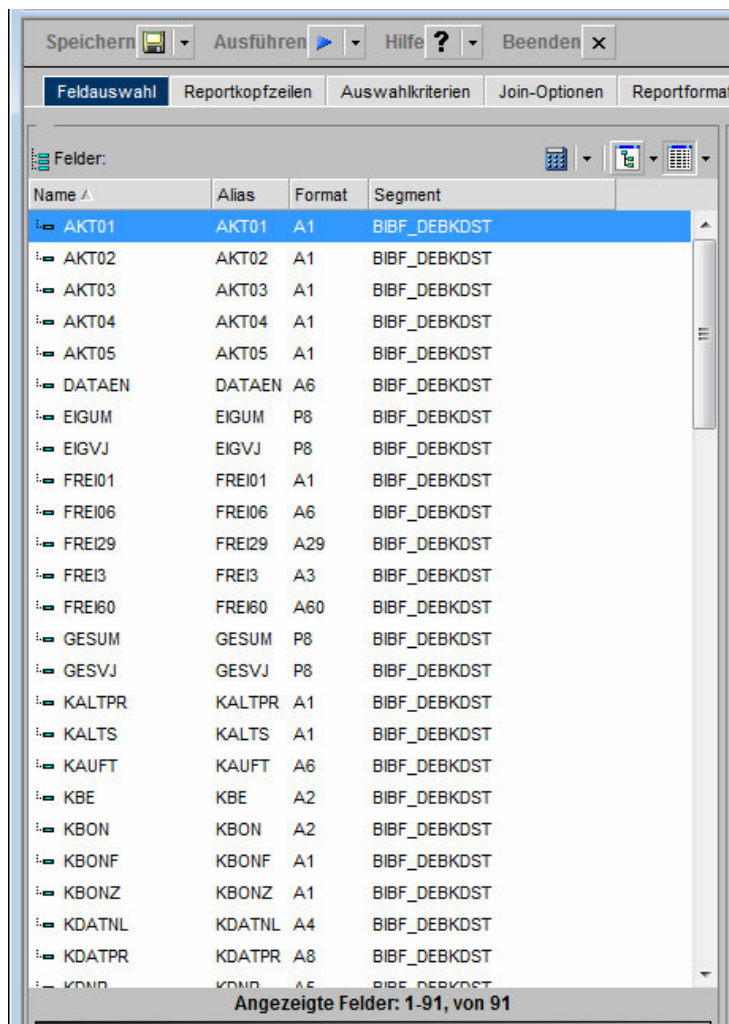 Speichern Ausführen Hilfe ? Beenden x
Feldauswahl Reportkopfzeilen Auswahlkriterien Join-Optionen
Felder:
Name Alias Format Segment
AKT01 AKT01 A1 BIBF_DEBKDST
AKT02 AKT02 A1 BIBF_DEBKDST
AKT03 AKT03 A1 BIBF_DEBKDST
AKT04 AKT04 A1 BIBF_DEBKDST
AKT05 AKT05 A1 BIBF_DEBKDST
DATAEN DATAEN A6 BIBF_DEBKDST
EIGUM EIGUM P8 BIBF_DEBKDST
EIGVJ EIGVJ P8 BIBF_DEBKDST
FREI01 FREI01 A1 BIBF_DEBKDST
FREI06 FREI06 A6 BIBF_DEBKDST
FREI29 FREI29 A29 BIBF_DEBKDST
FREI3 FREI3 A3 BIBF_DEBKDST
FREI60 FREI60 A60 BIBF_DEBKDST
GESUM GESUM P8 BIBF_DEBKDST
GESVJ GESVJ P8 BIBF_DEBKDST
KALTPR KALTPR A1 BIBF_DEBKDST
KALTS KALTS A1 BIBF_DEBKDST
KAUFT KAUFT A6 BIBF_DEBKDST
KBE KBE A2 BIBF_DEBKDST
KBON KBON A2 BIBF_DEBKDST
KBONF KBONF A1 BIBF_DEBKDST
KBONZ KBONZ A1 BIBF_DEBKDST
KDATNL KDATNL A4 BIBF_DEBKDST
KDATPR KDATPR A8 BIBF_DEBKDST
Angezeigte Felder: 1-91, von 91